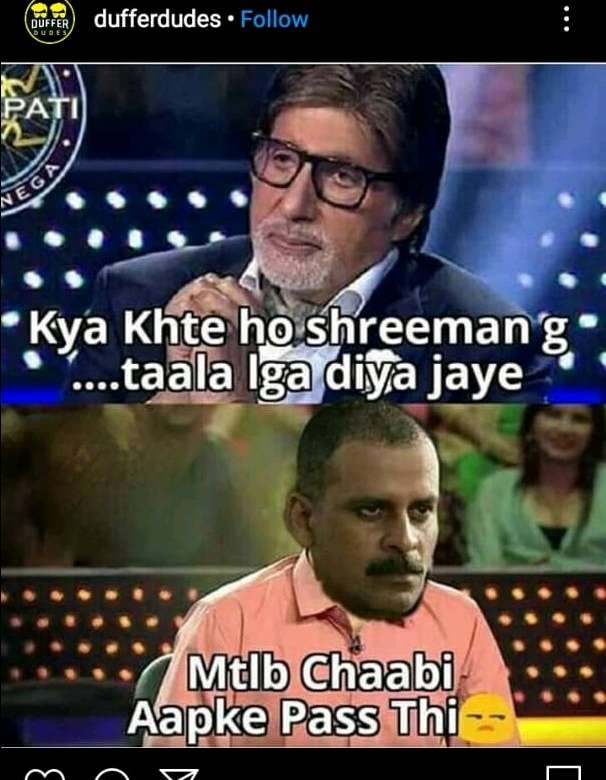 DUFFER
DUDES
dufferdudes • Follow
PATI
NEGA
Kya Khte ho shreeman g
....taala lga diya jaye
Mtlb Chaabi
Aapke Pass Thi😒